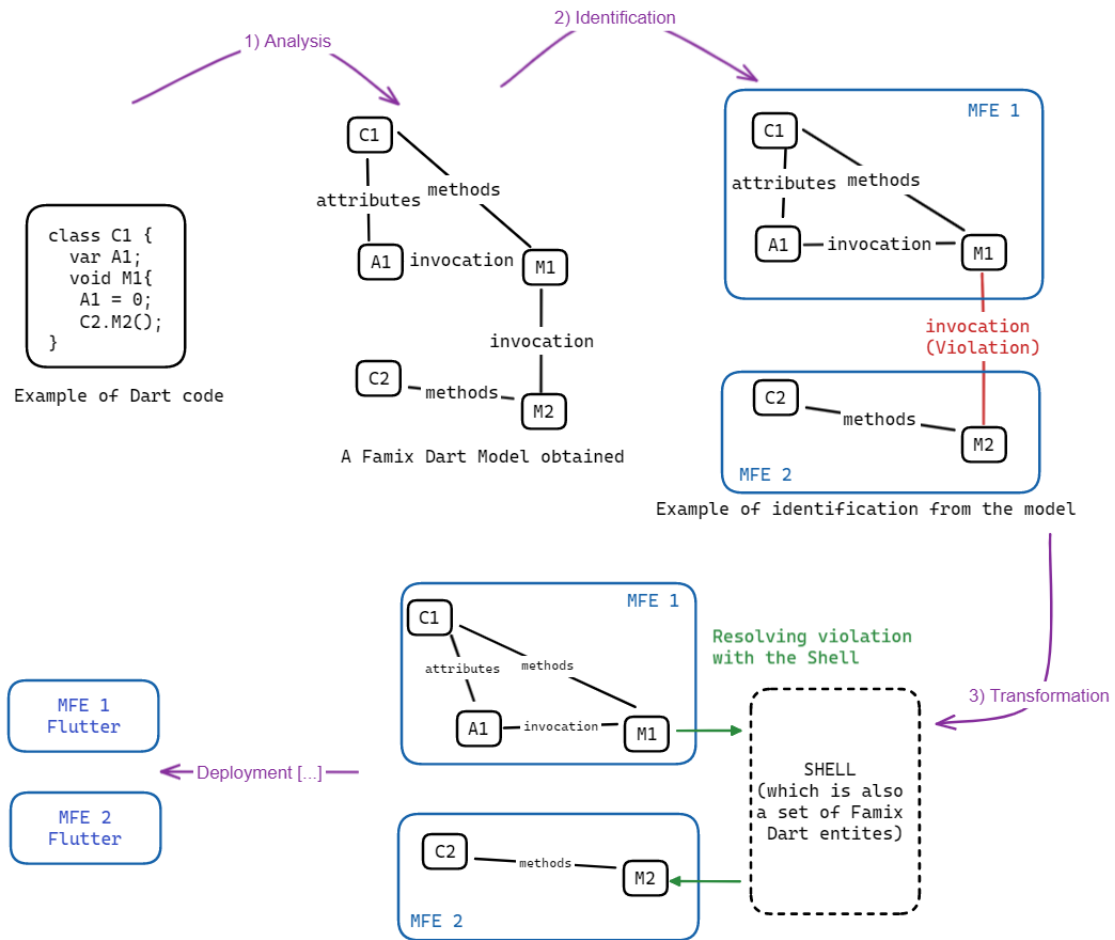 1) Analysis
2) Identification
class C1 {
var A1;
void M1{
A1 = 0;
C2.M2();
}
Example of Dart code
C1
attributes
methods
A1
invocation
M1
invocation
C2
methods
M2
A Famix Dart Model obtained
MFE 1
C1
attributes
methods
A1
invocation
M1
invocation
(Violation)
C2
methods
M2
MFE 2
Example of identification from the model
3) Transformation
MFE 1
C1
attributes
methods
A1
invocation
M1
Resolving violation
with the Shell
SHELL
(which is also
a set of Famix
Dart entites)
C2
methods
M2
MFE 2
Deployment [...]
MFE 1
Flutter
MFE 2
Flutter